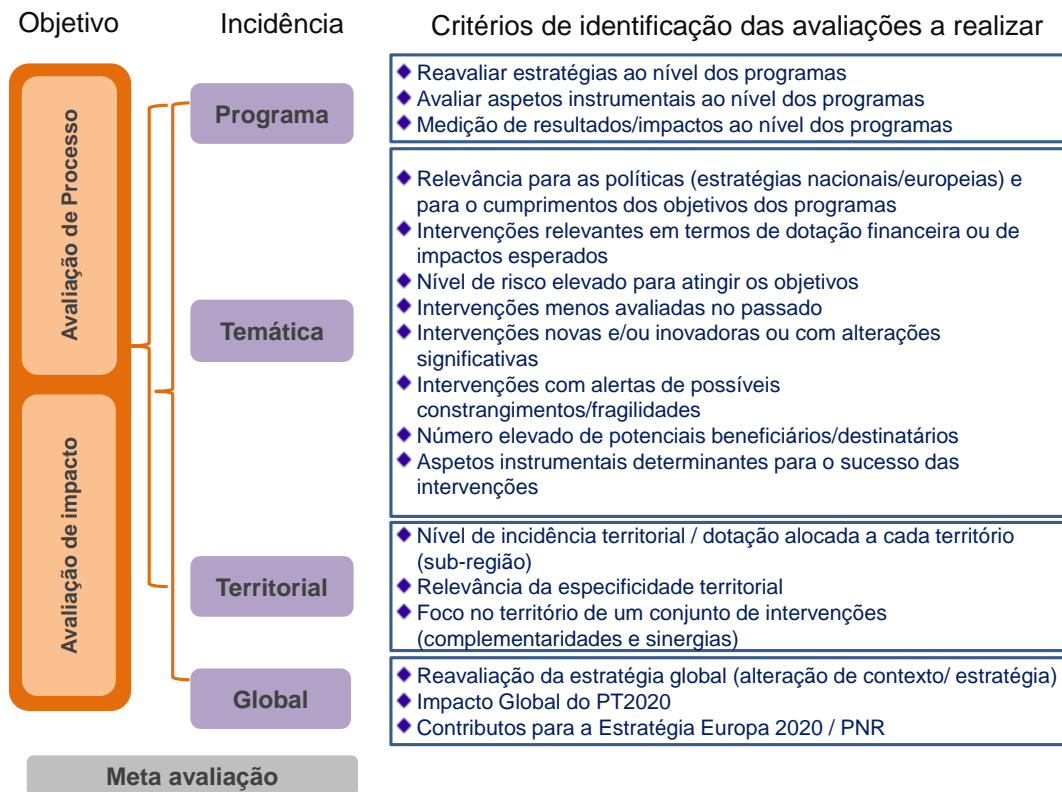 Objetivo
Incidência
Critérios de identificação das avaliações a realizar
Avaliação de Processo
Avaliação de impacto
Programa
◆ Reavaliar estratégias ao nível dos programas
◆ Avaliar aspetos instrumentais ao nível dos programas
◆ Medição de resultados/impactos ao nível dos programas
Temática
◆ Relevância para as políticas (estratégias nacionais/europeias) e
para o cumprimentos dos objetivos dos programas
◆ Intervenções relevantes em termos de dotação financeira ou de
impactos esperados
◆ Nível de risco elevado para atingir os objetivos
◆ Intervenções menos avaliadas no passado
◆ Intervenções novas e/ou inovadoras ou com alterações
significativas
◆ Intervenções com alertas de possíveis
constrangimentos/fragilidades
◆ Número elevado de potenciais beneficiários/destinatários
◆ Aspetos instrumentais determinantes para o sucesso das
intervenções
Territorial
◆ Nível de incidência territorial / dotação alocada a cada território
(sub-região)
◆ Relevância da especificidade territorial
◆ Foco no território de um conjunto de intervenções
(complementaridades e sinergias)
Global
◆ Reavaliação da estratégia global (alteração de contexto/ estratégia)
◆ Impacto Global do PT2020
◆ Contributos para a Estratégia Europa 2020 / PNR
Meta avaliação